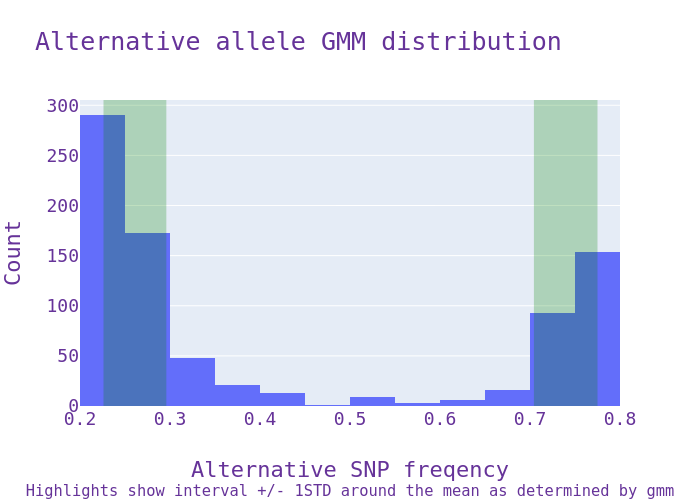 Alternative allele GMM distribution
300
250
200
150
100
50
0
Count
0.2 0.3 0.4 0.5 0.6 0.7 0.8
Alternative SNP freqency
Highlights show interval +/- 1STD around the mean as determined by gmm